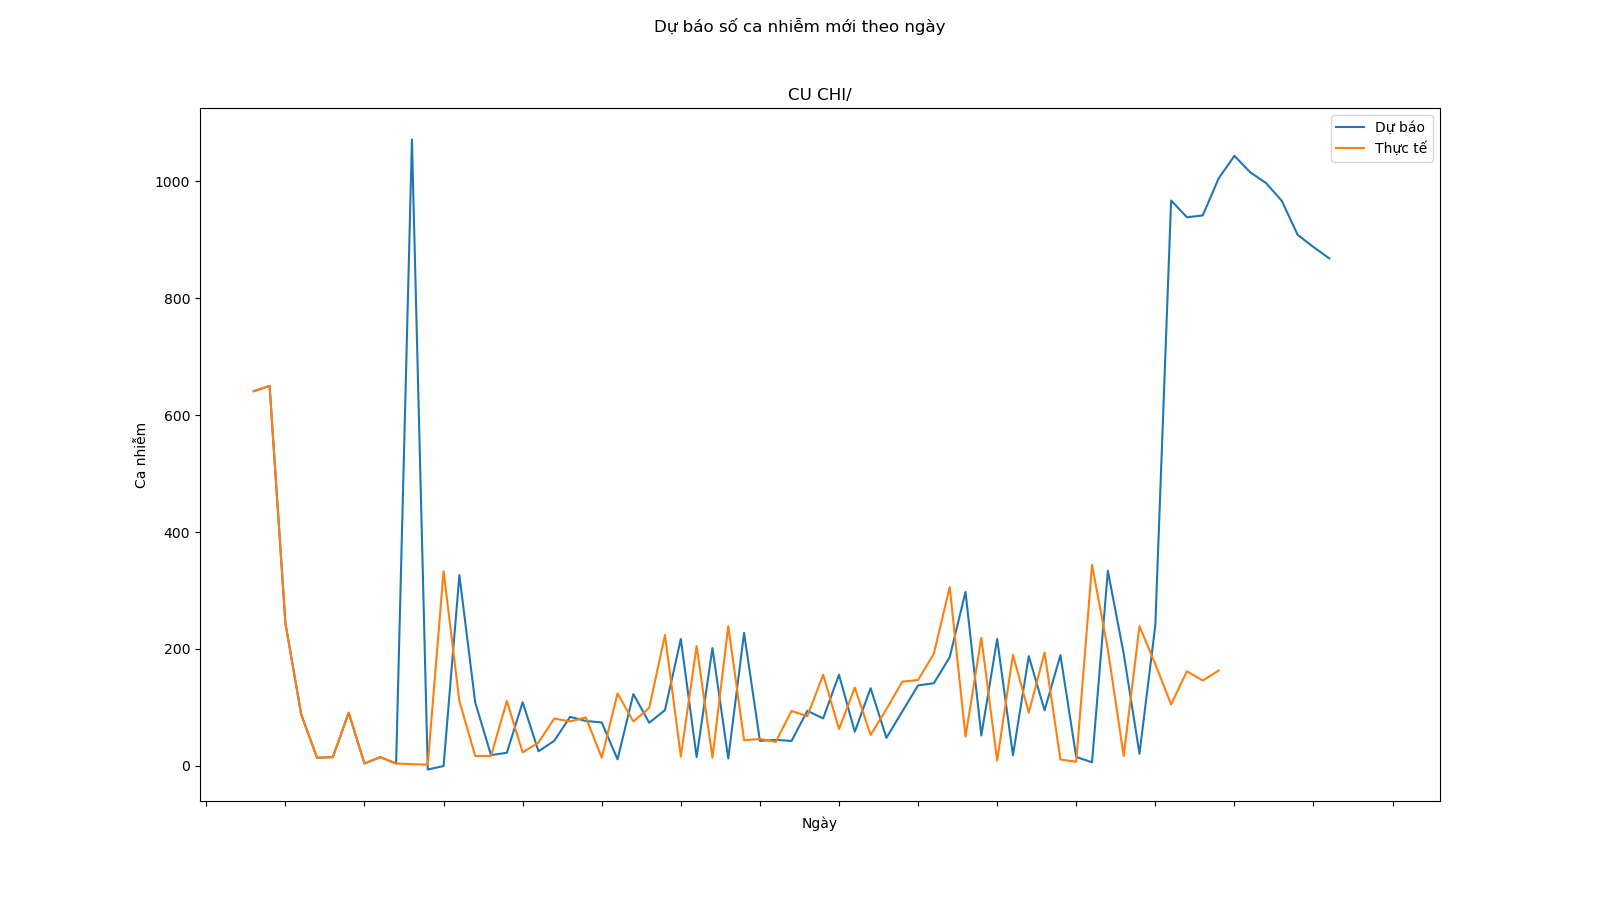 Dự báo số ca nhiễm mới theo ngày
CU CHI/
Dự báo
Thực tế
1000
800
600
400
200
0
Ca nhiễm
Ngày